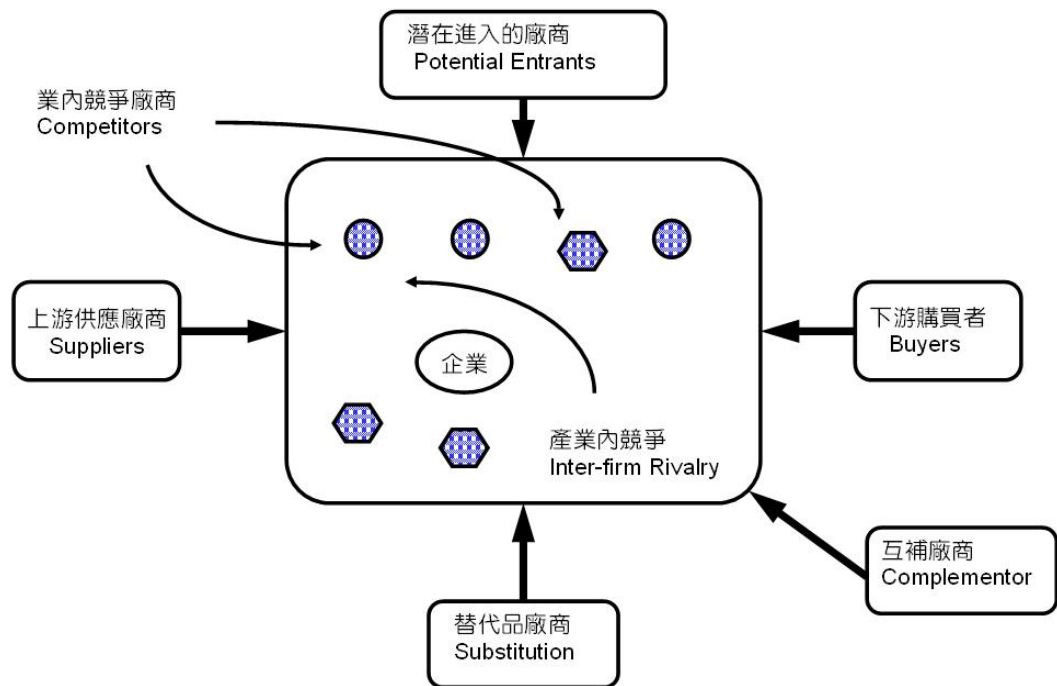 潛在進入的廠商
Potential Entrants
業內競爭廠商
Competitors
上游供應廠商
Suppliers
下游購買者
Buyers
企業
產業內競爭
Inter-firm Rivalry
互補廠商
Complementor
替代品廠商
Substitution